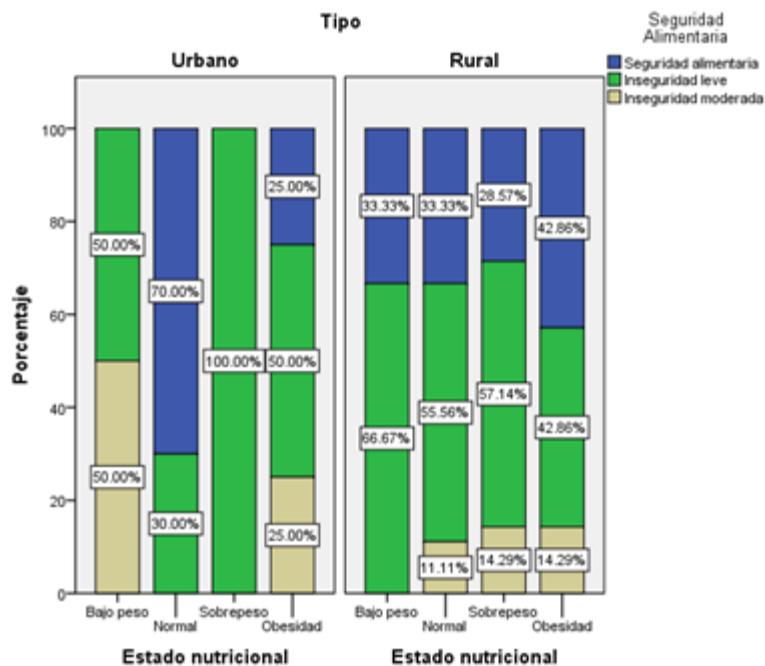 Tipo
Seguridad
Alimentaria
Seguridad alimentaria
Inseguridad leve
Inseguridad moderada
Urbano
Rural
Porcentaje
100
80
60
40
20
0
50.00%
50.00%
70.00%
30.00%
100.00%
25.00%
50.00%
25.00%
33.33%
66.67%
33.33%
55.56%
11.11%
28.57%
57.14%
14.29%
42.86%
42.86%
14.29%
Bajo peso
Normal
Sobrepeso
Obesidad
Bajo peso
Normal
Sobrepeso
Obesidad
Estado nutricional
Estado nutricional